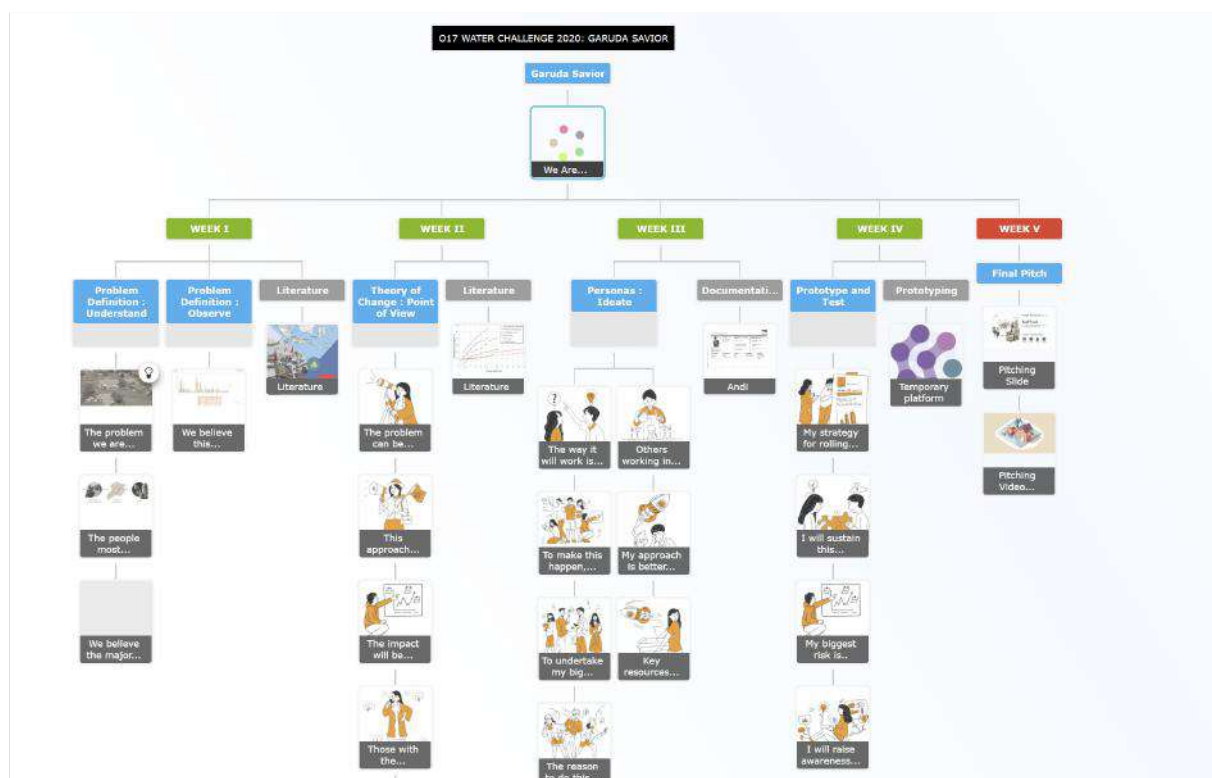 O17 WATER CHALLENGE 2020: GARUDA SAVIOR
Garuda Savior
We Are...
WEEK I
WEEK II
WEEK III
WEEK IV
WEEK V
Problem
Definition :
Understand
Problem
Definition :
Observe
Literature
Theory of
Change : Point
of View
Literature
Personas :
Ideate
Documentati...
Prototype and
Test
Prototyping
Final Pitch
Literature
Literature
Andi
Temporary
platform
Pitching
Slide
The problem
we are...
We believe
this...
The problem
can be...
The way it
will work is...
Others
working in...
My strategy
for rolling...
Pitching
Video...
The people
most...
This
approach...
To make this
happen,...
My approach
is better...
I will sustain
this...
We believe
the major...
The impact
will be...
To undertake
my big...
Key
resources...
My biggest
risk is..
Those with
the...
The reason
to do this...
I will raise
awareness...